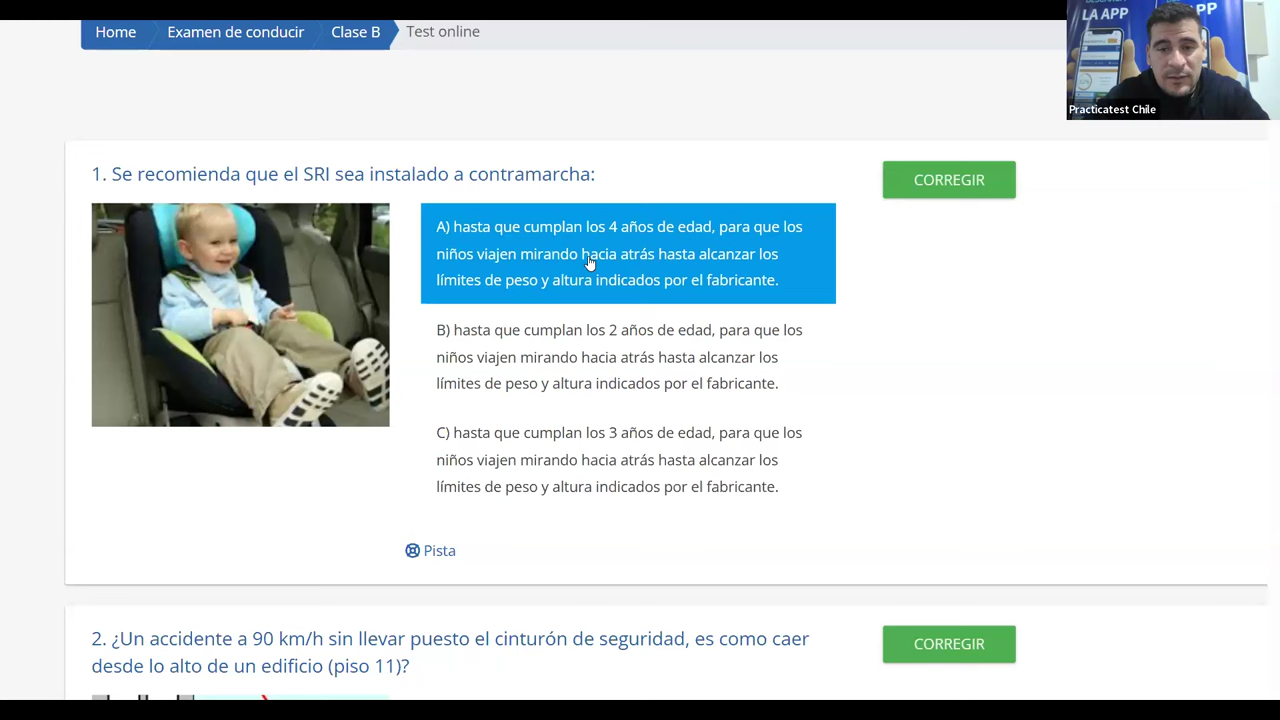 Home
Examen de conducir
Clase B
Test online
LA APP
PP
Practicatest Chile
1. Se recomienda que el SRI sea instalado a contramarcha:
CORREGIR
A) hasta que cumplan los 4 años de edad, para que los
niños viajen mirando hacia atrás hasta alcanzar los
límites de peso y altura indicados por el fabricante.
B) hasta que cumplan los 2 años de edad, para que los
niños viajen mirando hacia atrás hasta alcanzar los
límites de peso y altura indicados por el fabricante.
C) hasta que cumplan los 3 años de edad, para que los
niños viajen mirando hacia atrás hasta alcanzar los
límites de peso y altura indicados por el fabricante.
Pista
2. ¿Un accidente a 90 km/h sin llevar puesto el cinturón de seguridad, es como caer
desde lo alto de un edificio (piso 11)?
CORREGIR